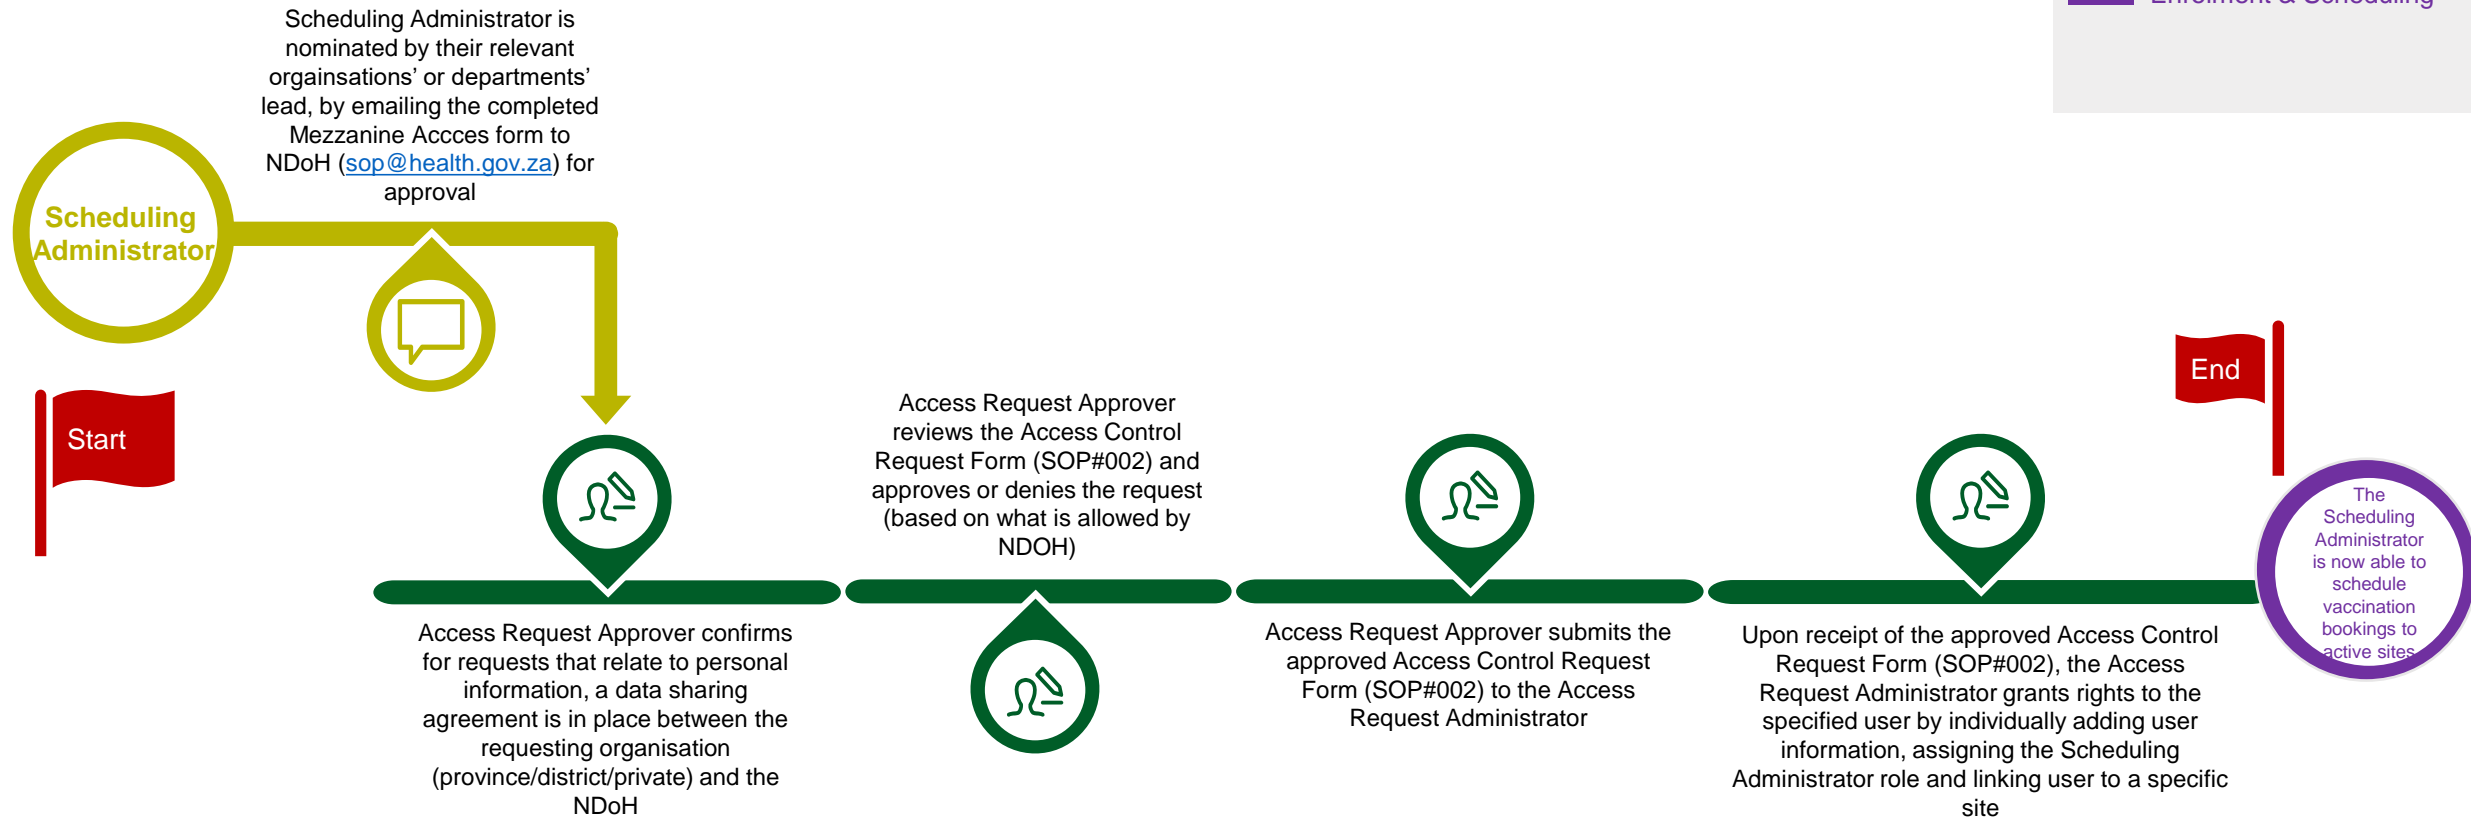 Enrolment & Scheduling
Scheduling Administrator is
nominated by their relevant
orgainsations’ or departments’
lead, by emailing the completed
Mezzanine Accces form to
NDoH (sop@health.gov.za) for
approval
Scheduling
Administrator
Start
End
Access Request Approver confirms
for requests that relate to personal
information, a data sharing
agreement is in place between the
requesting organisation
(province/district/private) and the
NDoH
Access Request Approver
reviews the Access Control
Request Form (SOP#002) and
approves or denies the request
(based on what is allowed by
NDOH)
Access Request Approver submits the
approved Access Control Request
Form (SOP#002) to the Access
Request Administrator
Upon receipt of the approved Access Control
Request Form (SOP#002), the Access
Request Administrator grants rights to the
specified user by individually adding user
information, assigning the Scheduling
Administrator role and linking user to a specific
site
The
Scheduling
Administrator
is now able to
schedule
vaccination
bookings to
active sites